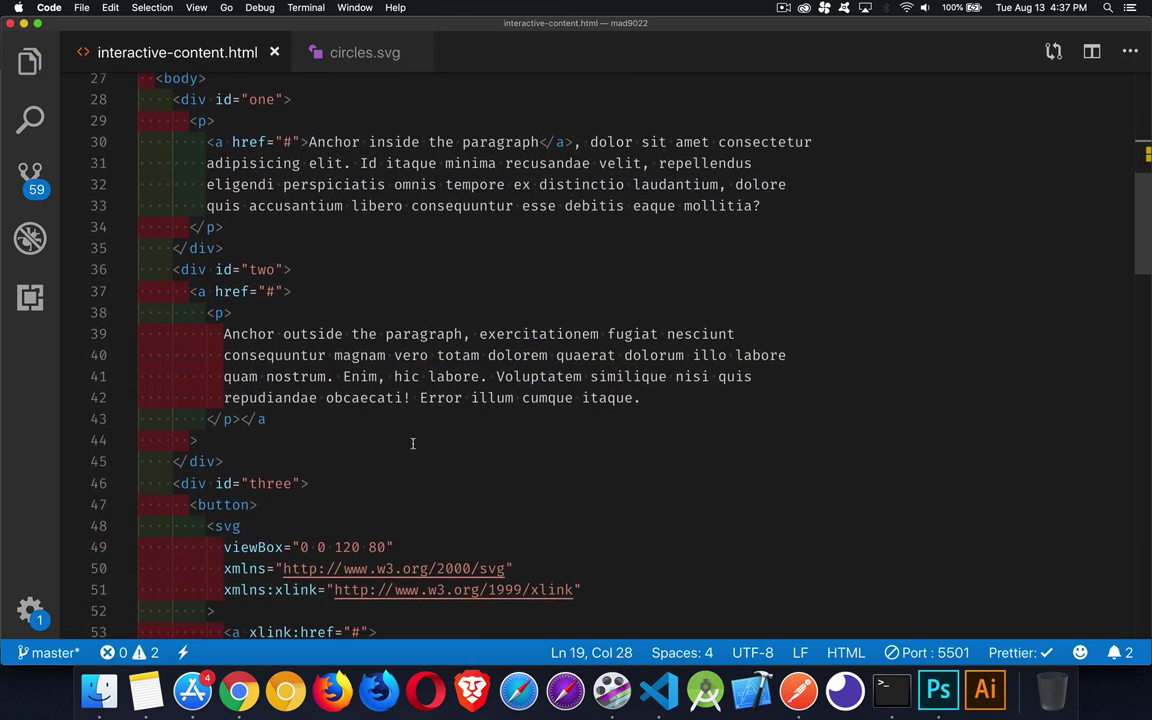 Code File Edit Selection View Go Debug Terminal Window Help 100% Tue Aug 13 4:37 PM
interactive-content.html — mad9022
interactive-content.html circles.svg
27 <body>
28 <div id="one">
29 <p>
30 <a href="#">Anchor inside the paragraph</a>, dolor sit amet consectetur
31 adipisicing elit. Id itaque minima recusandae velit, repellendus
32 eligendi perspiciatis omnis tempore ex distinctio laudantium, dolore
33 quis accusantium libero consequuntur esse debitis eaque mollitia?
34 </p>
35 </div>
36 <div id="two">
37 <a href="#">
38 <p>
39 Anchor outside the paragraph, exercitationem fugiat nesciunt
40 consequuntur magnam vero totam dolorem quaerat dolorum illo labore
41 quam nostrum. Enim, hic labore. Voluptatem similique nisi quis
42 repudiandae obcaecati! Error illum cumque itaque.
43 </p></a
44 >
45 </div>
46 <div id="three">
47 <button>
48 <svg
49 viewBox="0 0 120 80"
50 xmlns="http://www.w3.org/2000/svg"
51 xmlns:xlink="http://www.w3.org/1999/xlink"
52 >
53 <a xlink:href="#">
59
1
master* 0 2 Ln 19, Col 28 Spaces: 4 UTF-8 LF HTML Port : 5501 Prettier: 2
4
>_
Ps
Ai